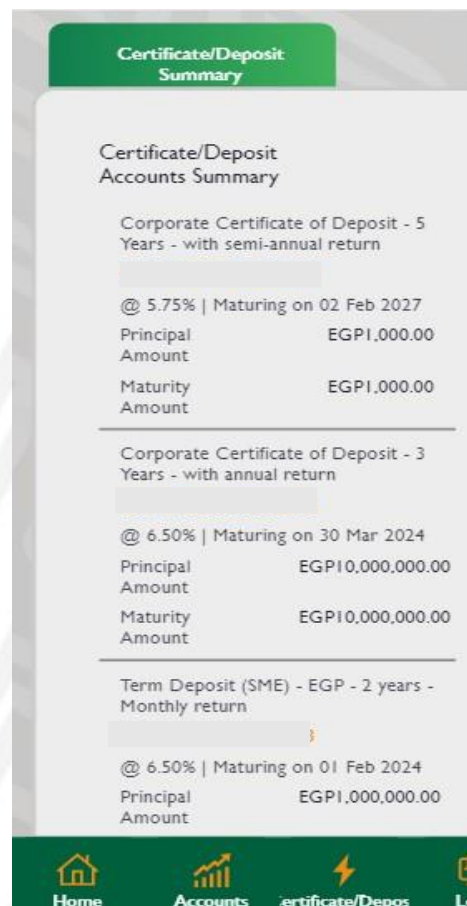 Certificate/Deposit
Summary
Certificate/Deposit
Accounts Summary
Corporate Certificate of Deposit - 5
Years - with semi-annual return
@ 5.75% | Maturing on 02 Feb 2027
Principal EGP1,000.00
Amount
Maturity EGP1,000.00
Amount
Corporate Certificate of Deposit - 3
Years - with annual return
@ 6.50% | Maturing on 30 Mar 2024
Principal EGP10,000,000.00
Amount
Maturity EGP10,000,000.00
Amount
Term Deposit (SME) - EGP - 2 years -
Monthly return
@ 6.50% | Maturing on 01 Feb 2024
Principal EGP1,000,000.00
Amount
Home Accounts ertificate/Depos